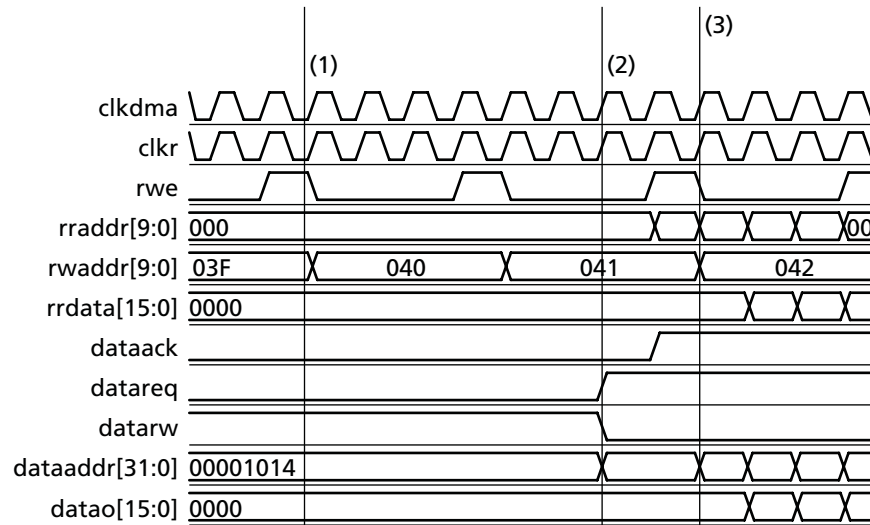 (3)
(1) (2)
clkdma
clkr
rwe
rraddr[9:0] 000 00
rwaddr[9:0] 03F 040 041 042
rrdata[15:0] 0000
dataack
datareq
datarw
dataaddr[31:0] 00001014
datao[15:0] 0000